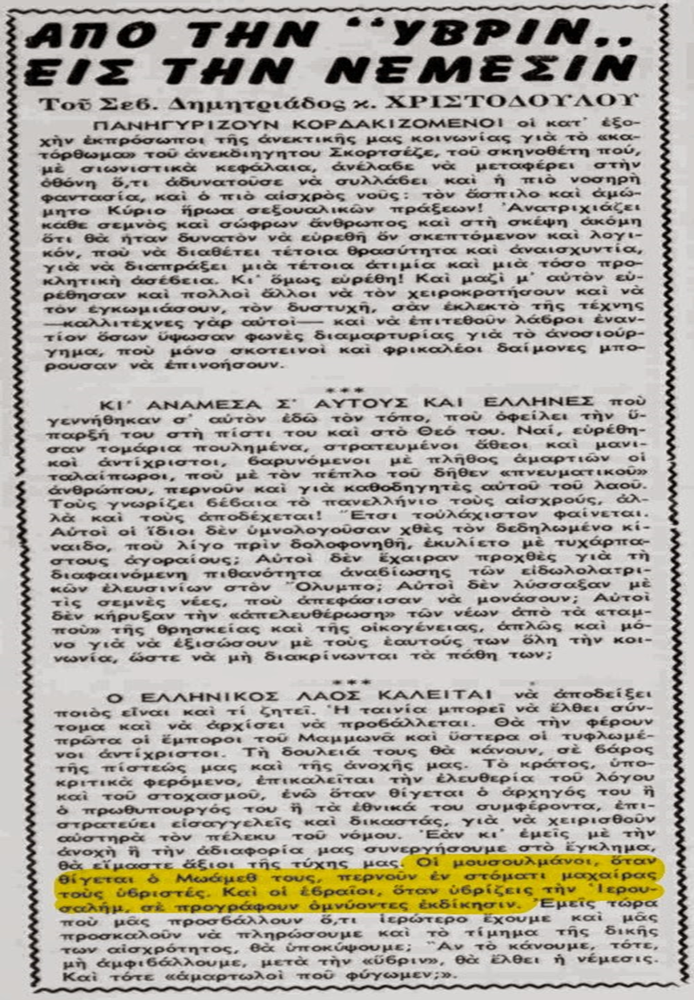 ΑΠΟ ΤΗΝ “ΥΒΡΙΝ,,
ΕΙΣ ΤΗΝ ΝΕΜΕΣΙΝ
Τοῦ Σεβ. Δημητριάδος κ. ΧΡΙΣΤΟΔΟΥΛΟΥ
ΠΑΝΗΓΥΡΙΖΟΥΝ ΚΟΡΔΑΚΙΖΟΜΕΝΟΙ οἱ κατ᾿ ἐξο-
χὴν ἐκπρόσωποι τῆς ἀνεκτικῆς μας κοινωνίας γιὰ τὸ «κα-
τόρθωμα» τοῦ ἀνεκδιηγητου Σκορτσέζε, τοῦ σκηνοθέτη πού,
μὲ σιωνιστικὰ κεφάλαια, ἀνέλαβε νὰ μεταφέρει στὴν
ὀθόνη ὅ,τι ἀδυνατοῦσε νὰ συλλάβει καὶ ἡ πιὸ νοσηρὴ
φαντασία, καὶ ὁ πιὸ αἰσχρὸς νοῦς: τὸν ἄσπιλο καὶ ἀμώ-
μητο Κύριο ἥρωα σεξουαλικῶν πράξεων! Ἀνατριχιάζει
κάθε σεμνὸς καὶ σώφρων ἄνθρωπος καὶ στὴ σκέψη ἀκόμη
ὅτι θὰ ἦταν δυνατὸν νὰ εὑρεθῆ ὂν σκεπτόμενον καὶ λογι-
κόν, ποὺ νὰ διαθέτει τέτοια θρασύτητα καὶ ἀναισχυντία,
γιὰ νὰ διαπράξει μιὰ τέτοια ἀτιμία καὶ μιὰ τόσο προ-
κλητικὴ ἀσέβεια. Κι᾿ ὅμως εὑρέθη! Καὶ μαζὶ μ᾿ αὐτὸν εὑ-
ρέθησαν καὶ πολλοὶ ἄλλοι νὰ τὸν χειροκροτήσουν καὶ νὰ
τὸν ἐγκωμιάσουν, τὸν δυστυχῆ, σὰν ἐκλεκτὸ τῆς τέχνης
—καλλιτέχνες γὰρ αὐτοὶ— καὶ νὰ ἐπιτεθοῦν λάβροι ἐναν-
τίον ὅσων ὕψωσαν φωνὲς διαμαρτυρίας γιὰ τὸ ἀνοσιούρ-
γημα, ποὺ μόνο σκοτεινοὶ καὶ φρικαλέοι δαίμονες μπο-
ρουσαν νὰ ἐπινοήσουν.
***
ΚΙ᾿ ΑΝΑΜΕΣΑ Σ᾿ ΑΥΤΟΥΣ ΚΑΙ ΕΛΛΗΝΕΣ ποὺ
γεννήθηκαν σ᾿ αὐτὸν ἐδῶ τὸν τόπο, ποὺ ὀφείλει τὴν ὕ-
παρξή του στὴ πίστι του καὶ στὸ Θεό του. Ναί, εὑρέθη-
σαν τομάρια πουλημένα, στρατευμένοι ἄθεοι καὶ μανι-
κοὶ ἀντίχριστοι, βαρυνόμενοι μὲ πλῆθος ἁμαρτιῶν οἱ
ταλαίπωροι, ποὺ μὲ τὸν πέπλο τοῦ δῆθεν «πνευματικοῦ»
ἀνθρώπου, περνοῦν καὶ γιὰ καθοδηγητὲς αὐτοῦ τοῦ λαοῦ.
Τοὺς γνωρίζει βέβαια τὸ πανελλήνιο τοὺς αἰσχρούς, ἀλ-
λὰ καὶ τοὺς ἀποδέχεται! Ἔτσι τοὐλάχιστον φαίνεται.
Αὐτοὶ οἱ ἴδιοι δὲν ὑμνολογοῦσαν χθὲς τὸν δεδηλωμένο κί-
ναιδο, ποὺ λίγο πρὶν δολοφονηθῆ, ἐκυλίετο μὲ τυχάρπα-
στους ἀγοραίους; Αὐτοὶ δὲν ἔχαιραν προχθὲς γιὰ τὴ
διαφαινόμενη πιθανότητα ἀναβίωσης τῶν εἰδωλολατρι-
κῶν ἐλευσινίων στὸν Ὄλυμπο; Αὐτοὶ δὲν λύσσαξαν μὲ
τὶς σεμνὲς νέες, ποὺ ἀπεφάσισαν νὰ μονάσουν; Αὐτοὶ
δὲν κήρυξαν τὴν «ἀπελευθέρωση» τῶν νέων ἀπὸ τὰ «ταμ-
ποὺ» τῆς θρησκείας καὶ τῆς οἰκογένειας, ἁπλῶς καὶ μό-
νο γιὰ νὰ ἐξισώσουν μὲ τοὺς ἑαυτούς των ὅλη τὴν κοι-
νωνία, ὥστε νὰ μὴ διακρίνωνται τὰ πάθη των;
***
Ο ΕΛΛΗΝΙΚΟΣ ΛΑΟΣ ΚΑΛΕΙΤΑΙ νὰ ἀποδείξει
ποιὸς εἶναι καὶ τί ζητεῖ. Ἡ ταινία μπορεῖ νὰ ἔλθει σύν-
τομα καὶ νὰ ἀρχίσει νὰ προβάλλεται. Θὰ τὴν φέρουν
πρῶτα οἱ ἔμποροι τοῦ Μαμμωνᾶ καὶ ὕστερα οἱ τυφλωμέ-
νοι ἀντίχριστοι. Τὴ δουλειά τους θὰ κάνουν, σὲ βάρος
τῆς πίστεώς μας καὶ τῆς ἀνοχῆς μας. Τὸ κράτος, ὑπο-
κριτικὰ φερόμενο, ἐπικαλεῖται τὴν ἐλευθερία τοῦ λόγου
καὶ τοῦ στοχασμοῦ, ἐνῶ ὅταν θίγεται ὁ ἀρχηγός του ἢ
ὁ πρωθυπουργός του ἢ τὰ ἐθνικά του συμφέροντα, ἐπι-
στρατεύει εἰσαγγελεῖς καὶ δικαστάς, γιὰ νὰ χειρισθοῦν
αὐστηρὰ τὸν πέλεκυ τοῦ νόμου. Ἐὰν κι᾿ ἐμεῖς μὲ τὴν
ἀνοχὴ ἢ τὴν ἀδιαφορία μας συνεργήσουμε στὸ ἔγκλημα,
θὰ εἴμαστε ἄξιοι τῆς τύχης μας. Οἱ μουσουλμάνοι, ὅταν
θίγεται ὁ Μωάμεθ τους, περνοῦν ἐν στόματι μαχαίρας
τοὺς ὑβριστές. Καὶ οἱ ἑβραῖοι, ὅταν ὑβρίζεις τὴν Ἱερου-
σαλήμ, σὲ προγράφουν ὀμνύοντες ἐκδίκησιν. Ἐμεῖς τώρα
ποὺ μᾶς προσβάλλουν ὅ,τι ἱερώτερο ἔχουμε καὶ μᾶς
προσκαλοῦν νὰ πληρώσουμε καὶ τὸ τίμημα τῆς δικῆς
των αἰσχρότητος, θὰ ὑποκύψουμε; Ἂν τὸ κάνουμε, τότε,
μὴ ἀμφιβάλλουμε, μετὰ τὴν «ὕβριν», θὰ ἔλθει ἡ νέμεσις.
Καὶ τότε «ἁμαρτωλοὶ ποῦ φύγωμεν;».